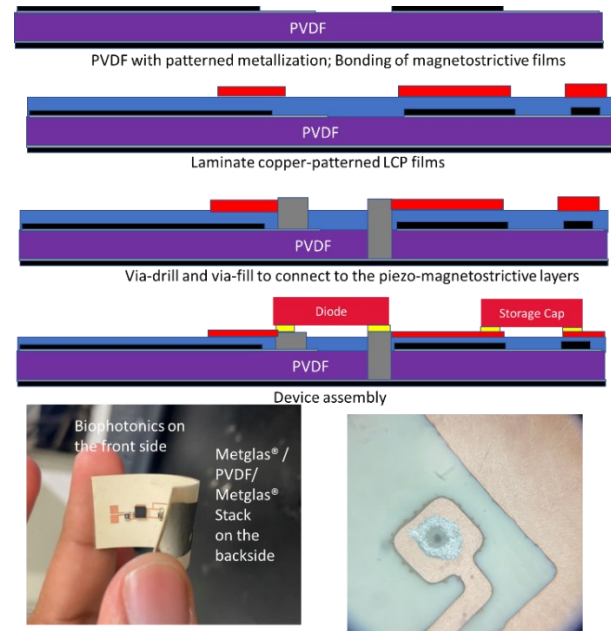 PVDF
PVDF with patterned metallization; Bonding of magnetostrictive films
PVDF
Laminate copper-patterned LCP films
PVDF
Via-drill and via-fill to connect to the piezo-magnetostrictive layers
Diode
Storage Cap
PVDF
Device assembly
Biophotonics on
the front side
Metglas® /
PVDF/
Metglas®
Stack
on the
backside